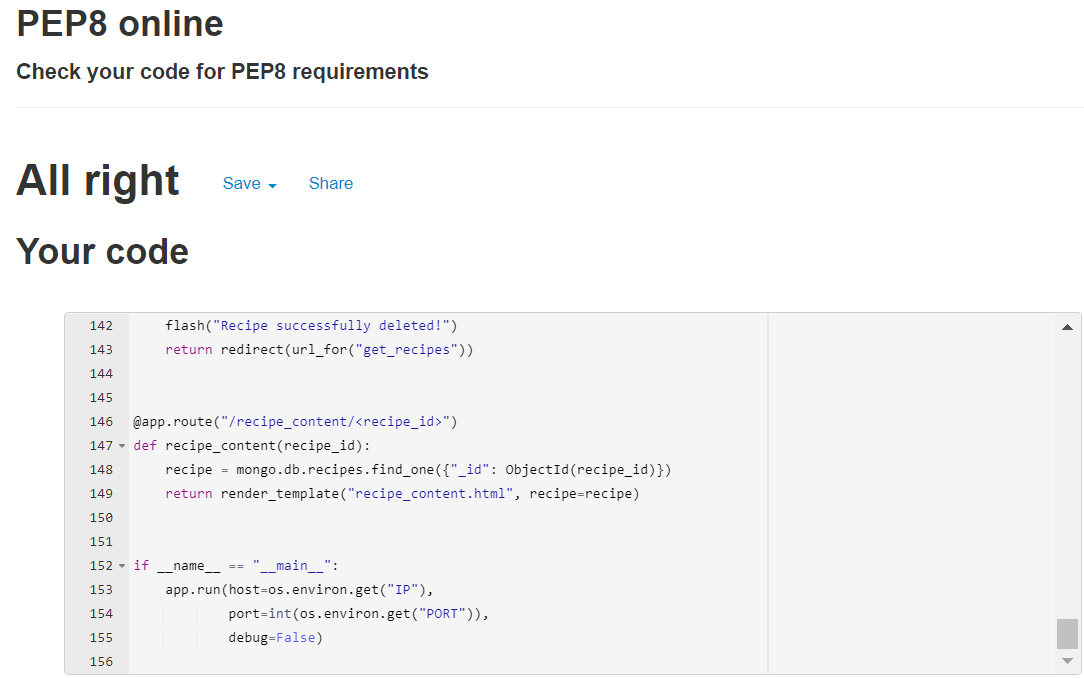 PEP8 online
Check your code for PEP8 requirements
All right Save Share
Your code
142 flash("Recipe successfully deleted!")
143 return redirect(url_for("get_recipes"))
144
145
146 @app.route("/recipe_content/<recipe_id>")
147 def recipe_content(recipe_id):
148 recipe = mongo.db.recipes.find_one({"_id": ObjectId(recipe_id)})
149 return render_template("recipe_content.html", recipe=recipe)
150
151
152 if __name__ == "__main__":
153 app.run(host=os.environ.get("IP"),
154 port=int(os.environ.get("PORT")),
155 debug=False)
156